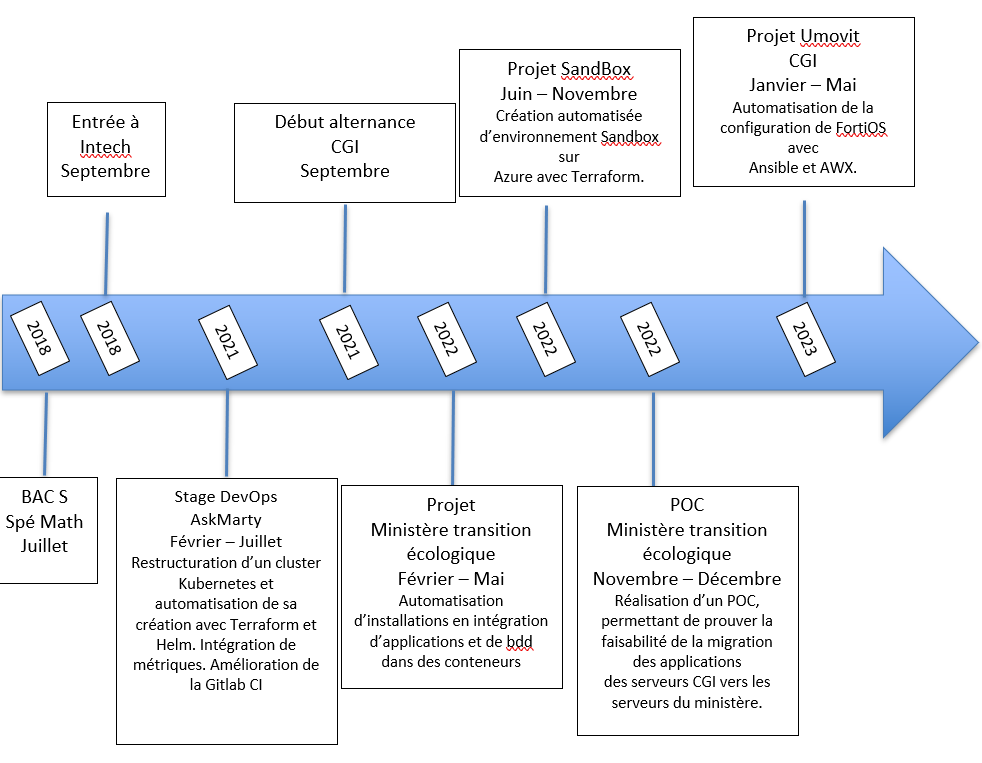 Projet Umovit
CGI
Janvier – Mai
Automatisation de la
configuration de FortiOS
avec
Ansible et AWX.
Projet SandBox
Juin – Novembre
Création automatisée
d’environnement Sandbox
sur
Azure avec Terraform.
Entrée à
Intech
Septembre
Début alternance
CGI
Septembre
2018
2018
2021
2021
2022
2022
2022
2023
BAC S
Spé Math
Juillet
Stage DevOps
AskMarty
Février – Juillet
Restructuration d’un cluster
Kubernetes et
automatisation de sa
création avec Terraform et
Helm. Intégration de
métriques. Amélioration de
la Gitlab CI
Projet
Ministère transition
écologique
Février – Mai
Automatisation
d’installations en intégration
d’applications et de bdd
dans des conteneurs
POC
Ministère transition
écologique
Novembre – Décembre
Réalisation d’un POC,
permettant de prouver la
faisabilité de la migration
des applications
des serveurs CGI vers les
serveurs du ministère.